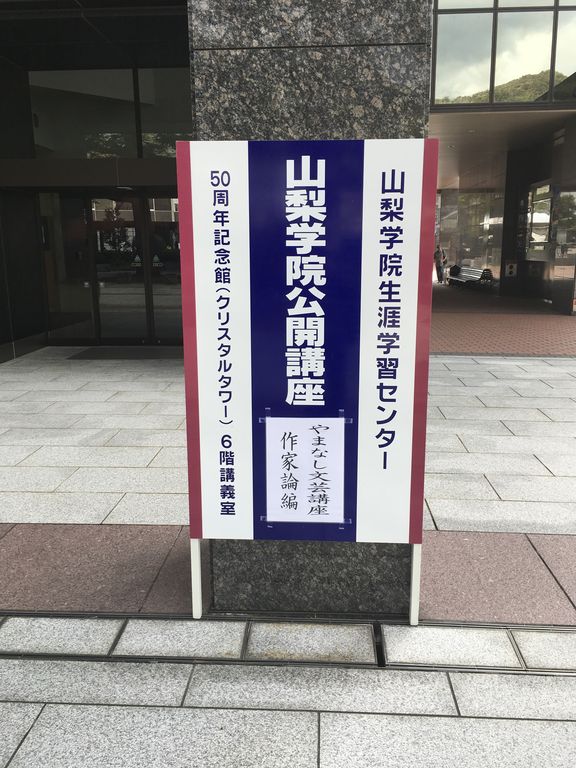 山梨学院生涯学習センター
山梨学院公開講座
やまなし文芸講座
作家論編
50周年記念館(クリスタルタワー)6階講義室